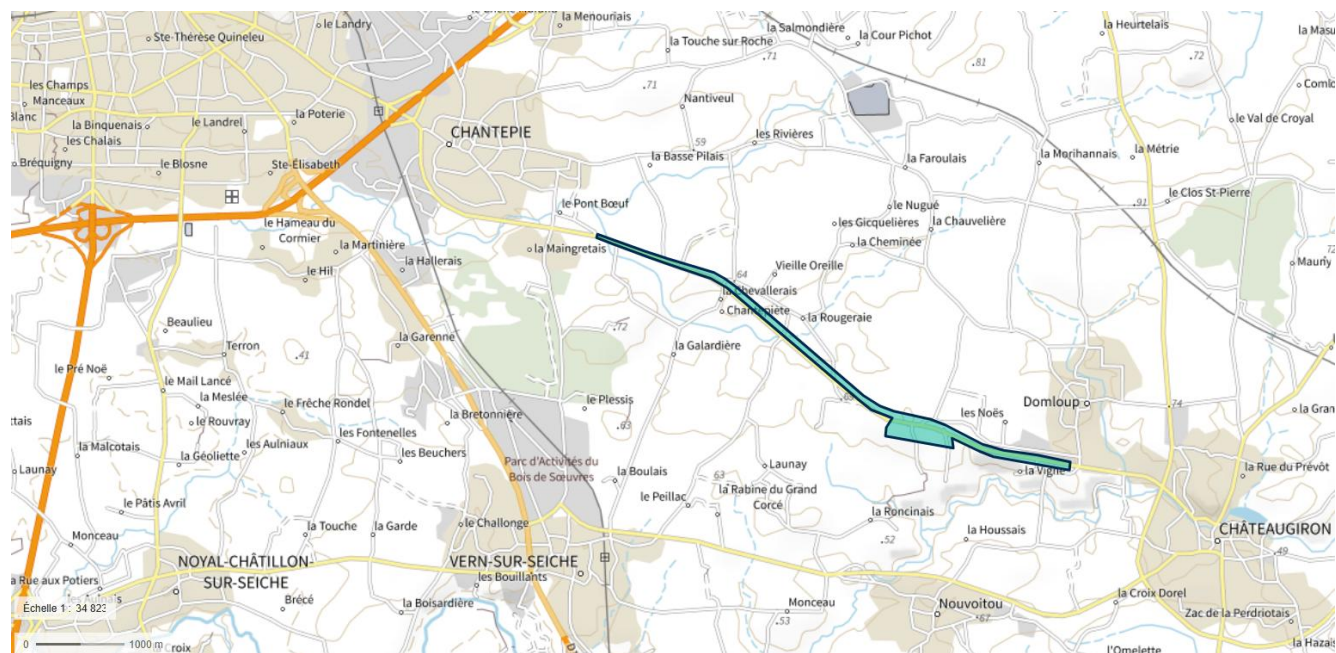 le Landry
la Menouriais
la Salmondière
la Heurtelais
Ste-Thérèse Quineleu
la Touche sur Roche
la Cour Pichot
.71
.81
.72
les Champs
Manceaux
.71
Nantiveul
Blanc
la Binquenais
le Landrel
la Poterie
CHANTEPIE
les Rivières
le Val de Croyal
les Chalais
.59
Bréquigny
le Blosne
Ste-Élisabeth
la Basse Pilais
la Faroulais
la Morihannais
la Métrie
le Clos St-Pierre
.91
le Pont Bœuf
le Nugué
le Hameau du
Cormier
les Gicquelières
la Chauvelière
la Martinière
la Maingretais
la Cheminée
la Hallerais
le Hil
Vieille Oreille
Mauny
.64
la Chevallerais
Chantepiète
la Rougeraie
Beaulieu
.72
la Garenne
Terron
.41
la Galardière
le Pré Noë
le Mail Lancé
la Meslée
le Frêche Rondel
le Plessis
.69
les Noës
Domloup
.74
le Rouvray
la Bretonnière
.63
la Malcotais
les Aulniaux
les Fontenelles
la Géoliette
les Beuchers
Parc d'Activités du
Bois de Sœuvres
Launay
Launay
la Boulais
63
la Vigne
la Rue du Prévôt
le Pâtis Avril
le Peillac
la Rabine du Grand
Corcé
la Touche
la Garde
le Challonge
la Roncinais
.52
la Houssais
CHÂTEAUGIRON
Monceau
.49
NOYAL-CHÂTILLON-
SUR-SEICHE
VERN-SUR-SEICHE
les Bouillants
la Rue aux Potiers
Brécé
la Boisardière
Monceau
.53
Nouvoitou
.67
la Croix Dorel
Zac de la Perdriotais
Échelle 1 : 34 823
0
1000 m
l'Omelette